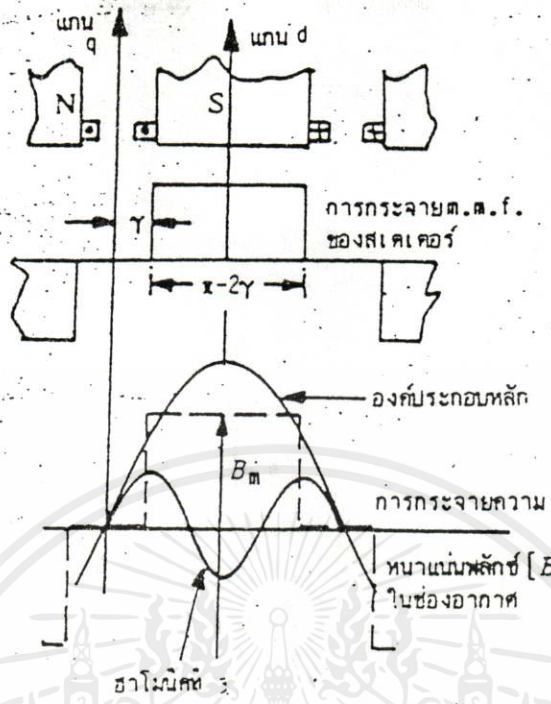 แกน q
แกน d
N
S
γ
การกระจาย m.m.f.
ของสเตเตอร์
π-2γ
องค์ประกอบหลัก
B m
การกระจายความ
หนาแน่นฟลักซ์ [B
ในช่องอากาศ
ฮาโมนิคที่ 3